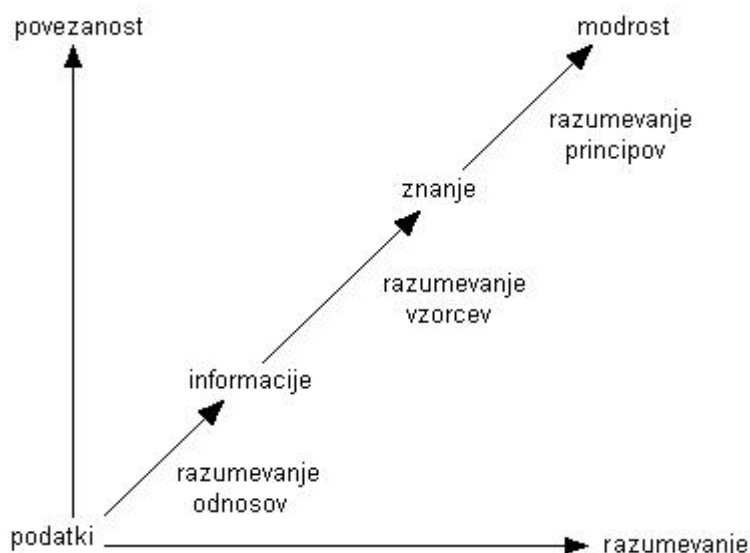 povezanost
modrost
razumevanje
principov
znanje
razumevanje
vzorcev
informacije
razumevanje
odnosov
podatki
razumevanje